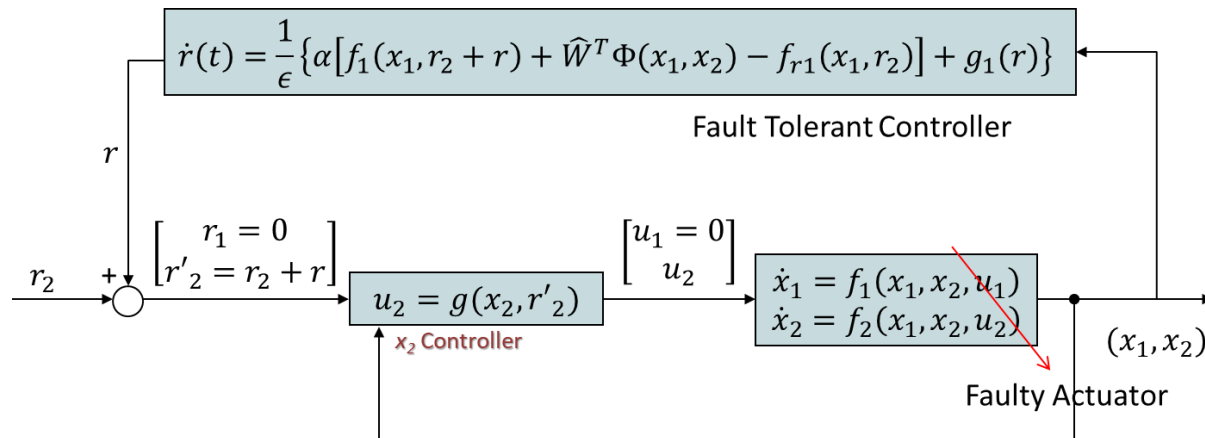 ṙ(t) = 1/ϵ {α[f₁(x₁, r₂ + r) + Ŵᵀ Φ(x₁, x₂) − f_{r1}(x₁, r₂)] + g₁(r)}
Fault Tolerant Controller
r
r₂
+
[r₁ = 0
r'₂ = r₂ + r]
u₂ = g(x₂, r'₂)
x₂ Controller
[u₁ = 0
u₂]
ẋ₁ = f₁(x₁, x₂, u₁)
ẋ₂ = f₂(x₁, x₂, u₂)
(x₁, x₂)
Faulty Actuator